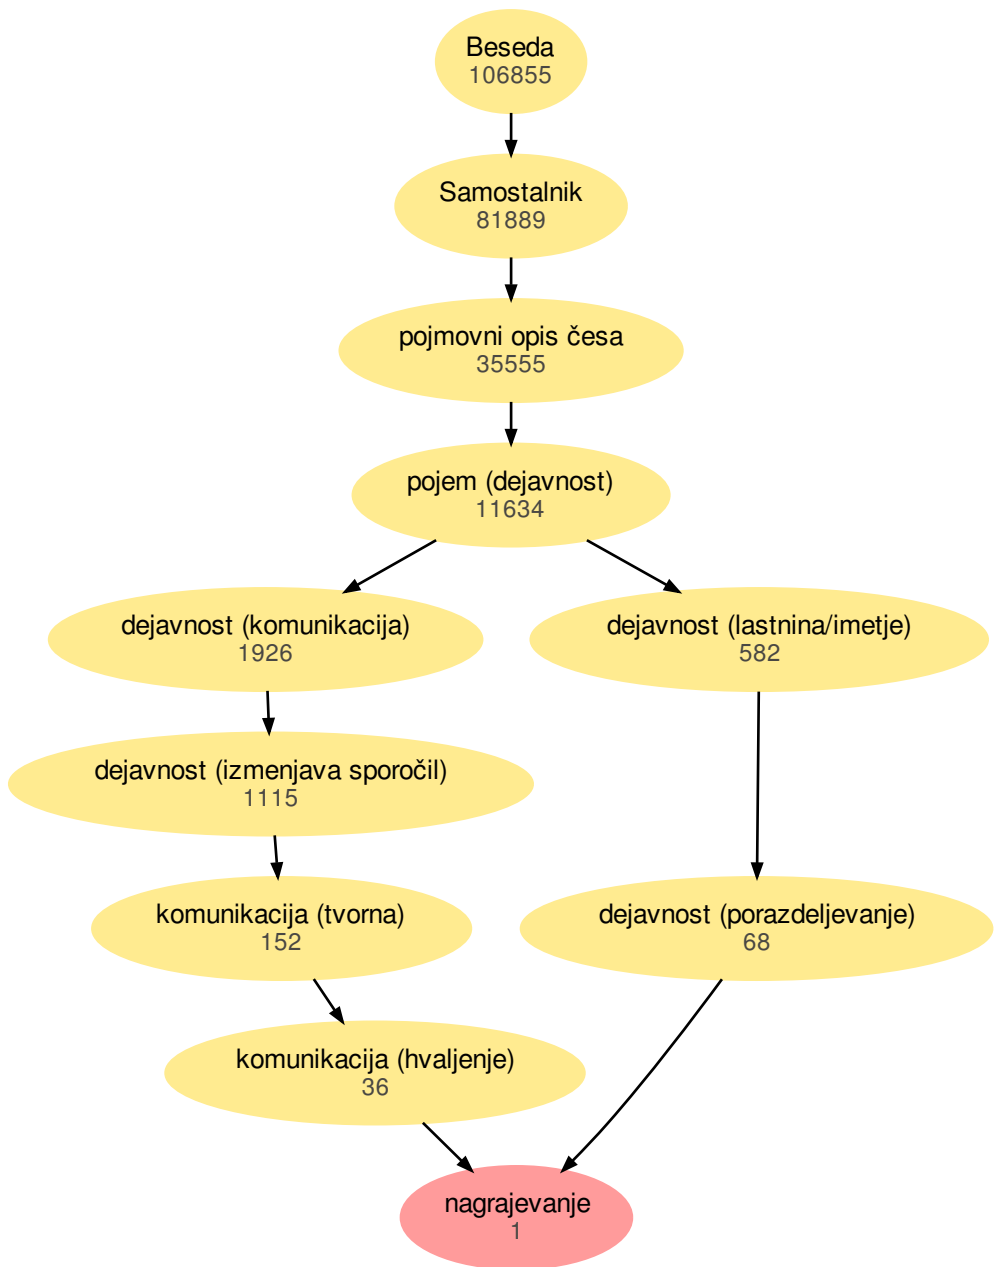 Beseda
106855
Samostalnik
81889
pojmovni opis česa
35555
pojem (dejavnost)
11634
dejavnost (komunikacija)
1926
dejavnost (lastnina/imetje)
582
dejavnost (izmenjava sporočil)
1115
komunikacija (tvorna)
152
dejavnost (porazdeljevanje)
68
komunikacija (hvaljenje)
36
nagrajevanje
1